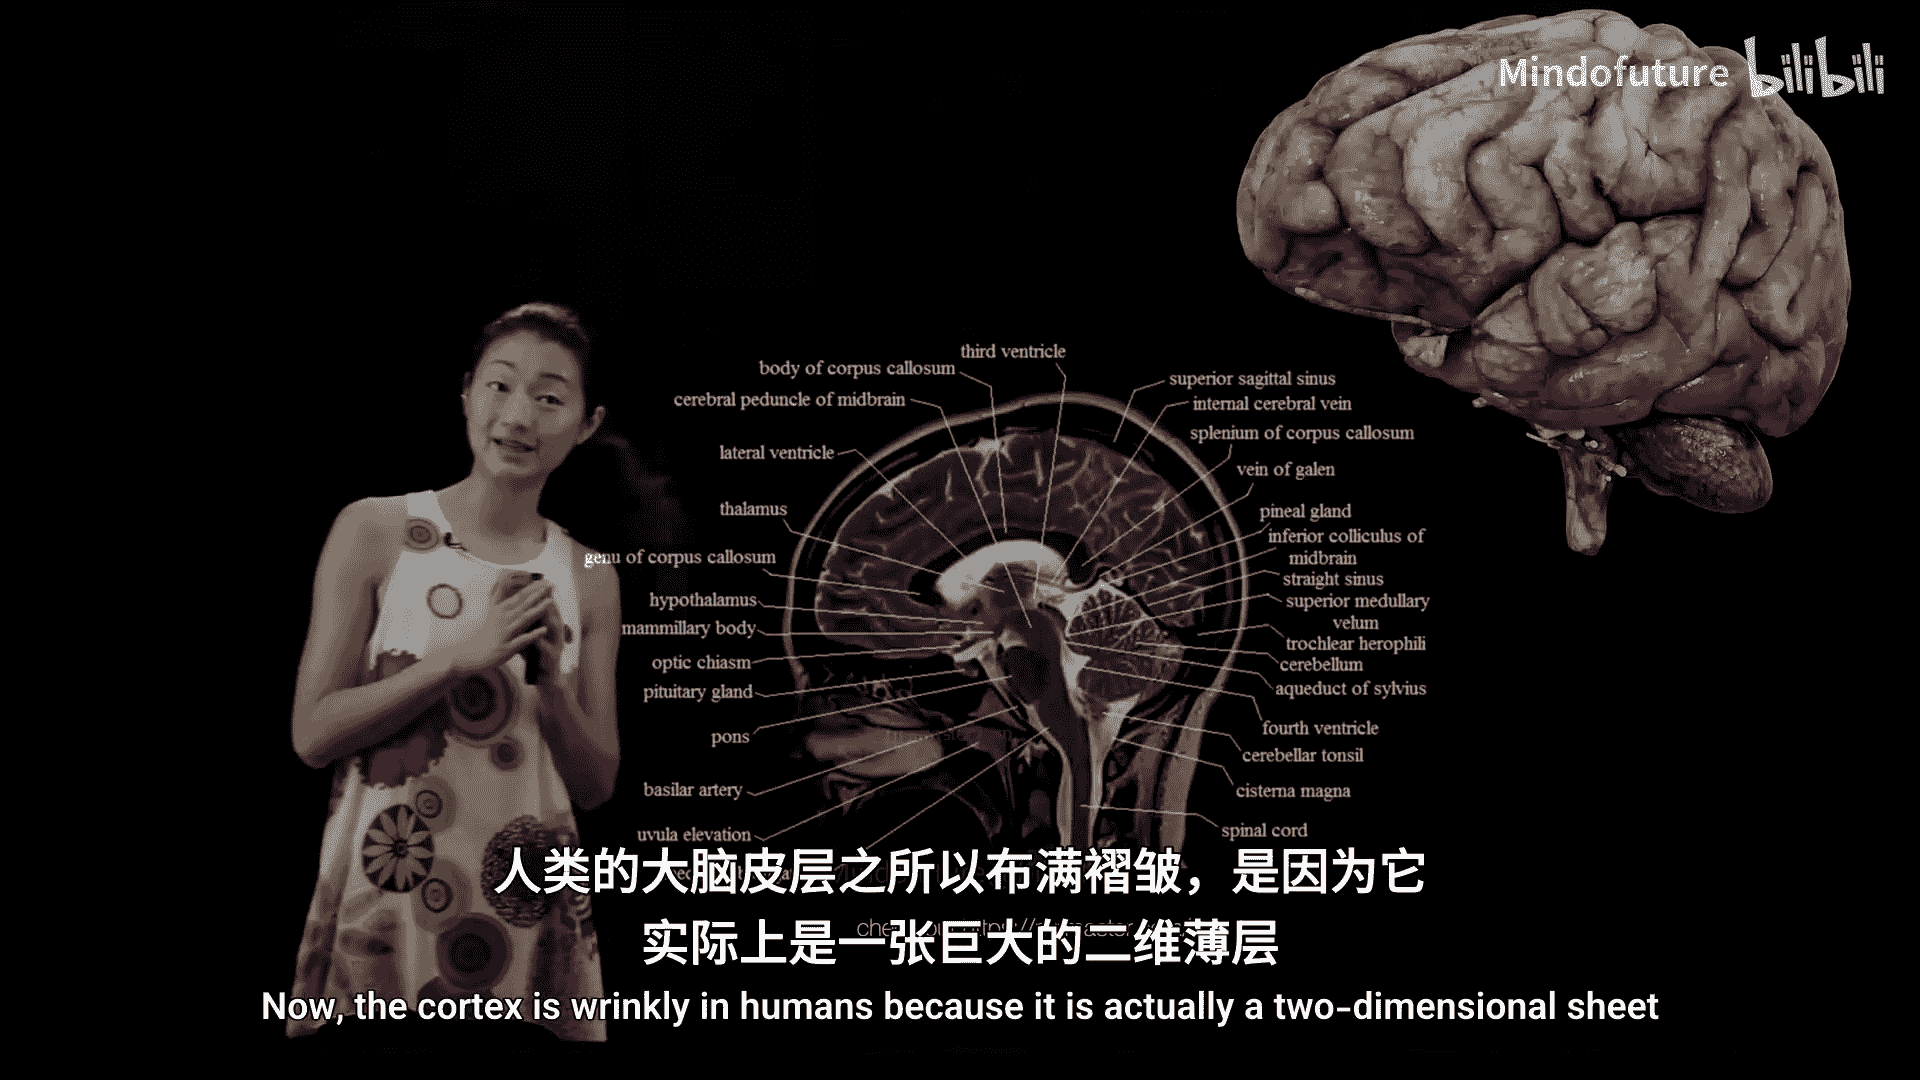 Mindofuture bilibili
third ventricle
body of corpus callosum
cerebral peduncle of midbrain
lateral ventricle
thalamus
genu of corpus callosum
hypothalamus
mammillary body
optic chiasm
pituitary gland
pons
basilar artery
uvula elevation
superior sagittal sinus
internal cerebral vein
splenium of corpus callosum
vein of galen
pineal gland
inferior colliculus of
midbrain
straight sinus
superior medullary
velum
trochlear herophili
cerebellum
aqueduct of sylvius
fourth ventricle
cerebellar tonsil
cisterna magna
spinal cord
人类的大脑皮层之所以布满褶皱，是因为它
实际上是一张巨大的二维薄层
Now, the cortex is wrinkly in humans because it is actually a two-dimensional sheet